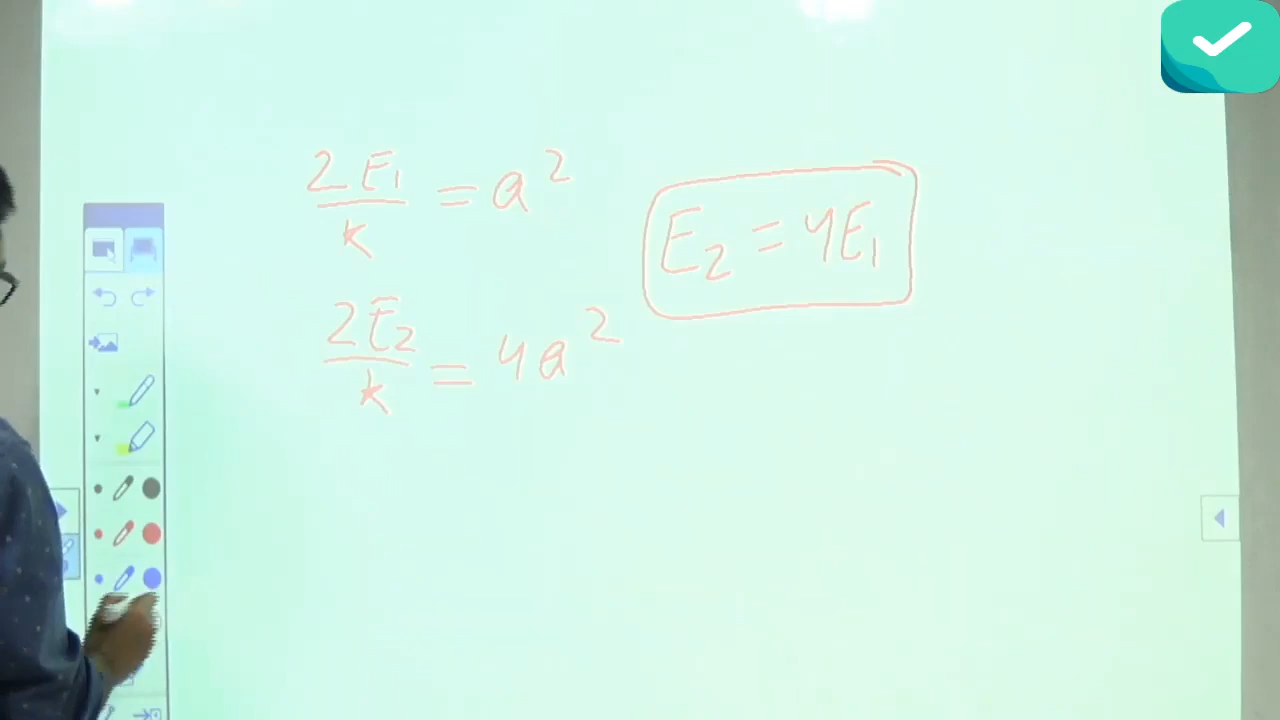 2E₁/k = a²
E₂ = 4E₁
2E₂/k = 4a²